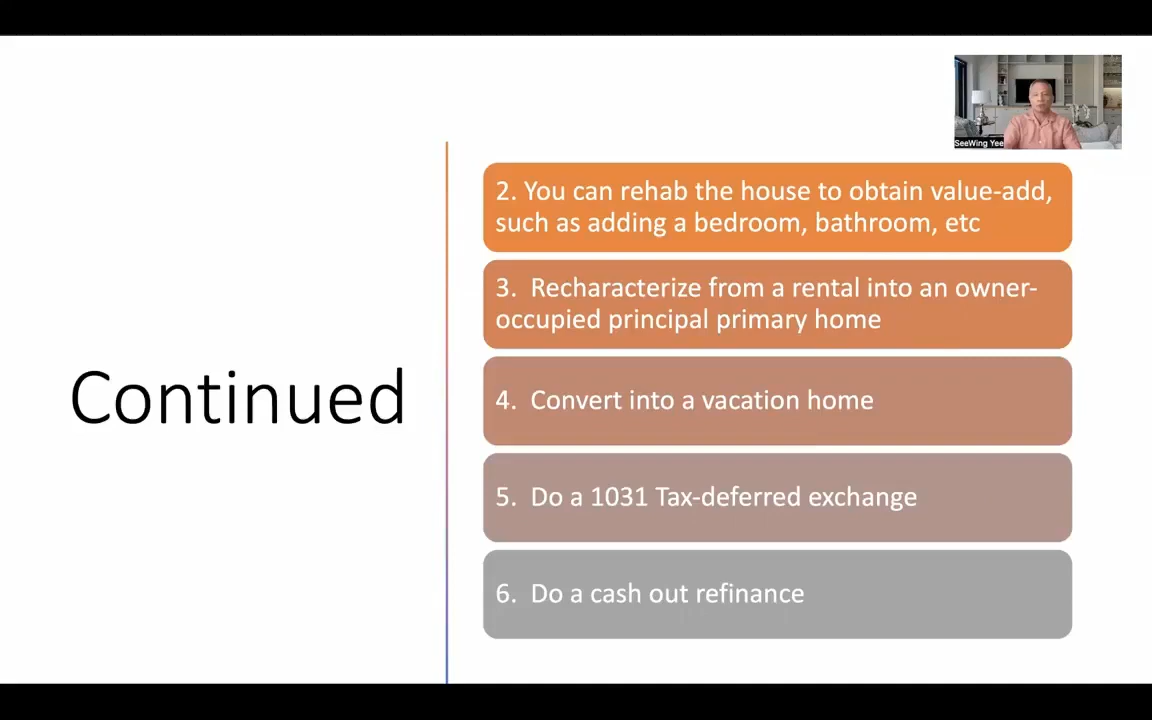 SeeWing Yee
Continued
2. You can rehab the house to obtain value-add,
such as adding a bedroom, bathroom, etc
3. Recharacterize from a rental into an owner-
occupied principal primary home
4. Convert into a vacation home
5. Do a 1031 Tax-deferred exchange
6. Do a cash out refinance